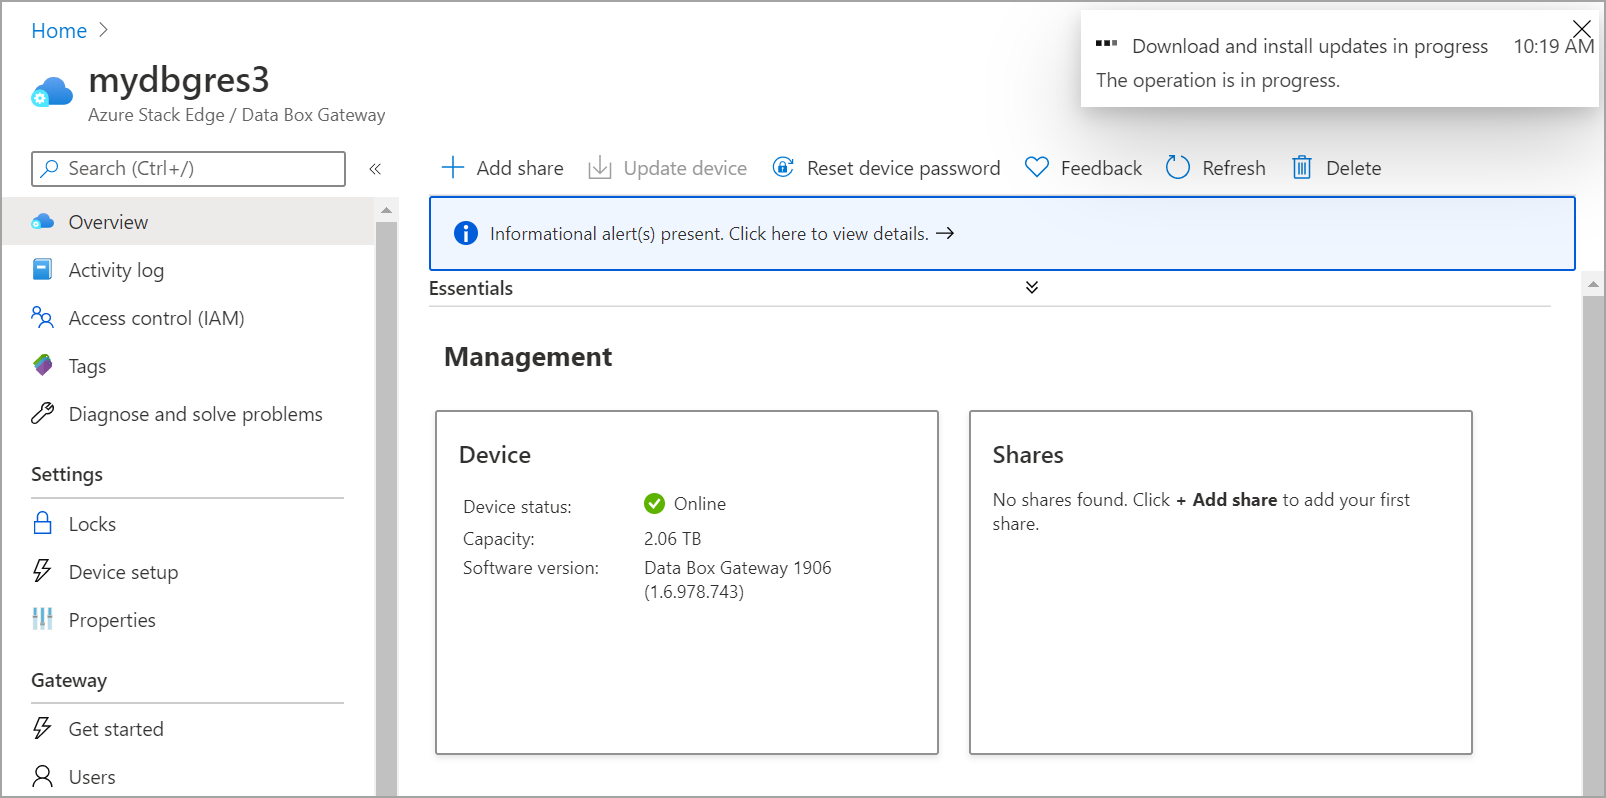 Home
Download and install updates in progress 10:19 AM
The operation is in progress.
mydbgres3
Azure Stack Edge / Data Box Gateway
Search (Ctrl+/)
Add share Update device Reset device password Feedback Refresh Delete
Overview
Activity log
Access control (IAM)
Tags
Diagnose and solve problems
Settings
Locks
Device setup
Properties
Gateway
Get started
Users
Informational alert(s) present. Click here to view details. →
Essentials
Management
Device
Device status: Online
Capacity: 2.06 TB
Software version: Data Box Gateway 1906
(1.6.978.743)
Shares
No shares found. Click + Add share to add your first
share.